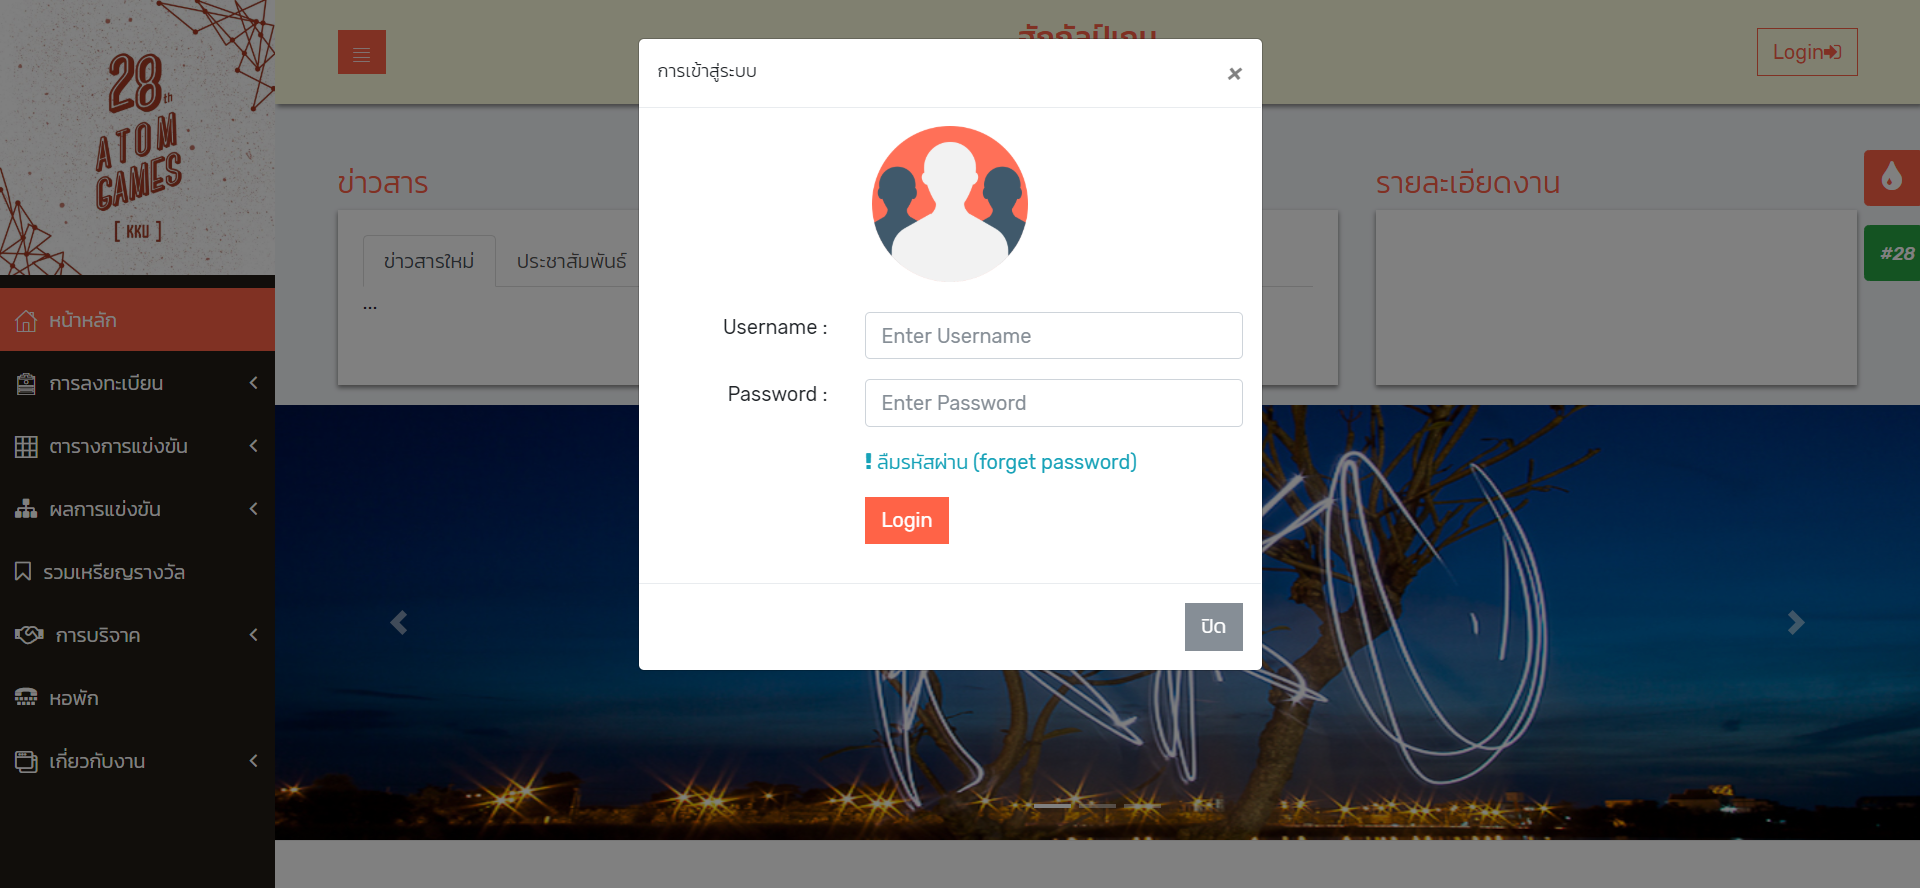 28th
ATOM
GAMES
[ KKU ]
หน้าหลัก
การลงทะเบียน
ตารางการแข่งขัน
ผลการแข่งขัน
รวมเหรียญรางวัล
การบริจาค
หอพัก
เกี่ยวกับงาน
Login
ข่าวสาร
รายละเอียดงาน
ข่าวสารใหม่
ประชาสัมพันธ์
...
#28
การเข้าสู่ระบบ
×
Username :
Enter Username
Password :
Enter Password
! ลืมรหัสผ่าน (forget password)
Login
ปิด